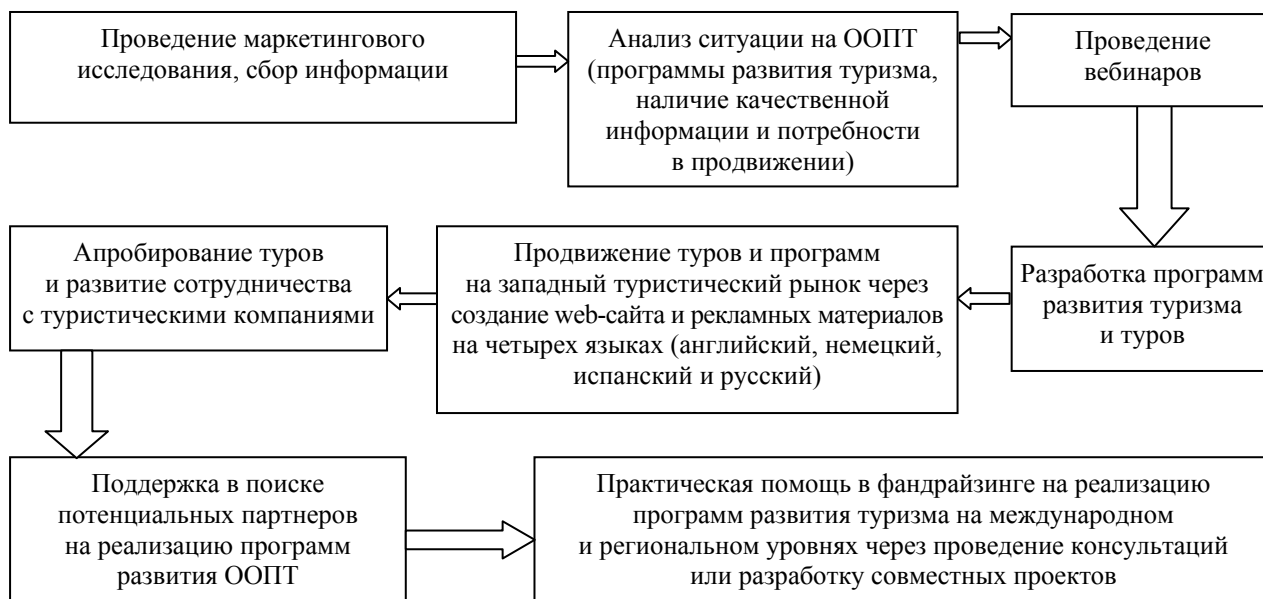 Проведение маркетингового
исследования, сбор информации
Анализ ситуации на ООПТ
(программы развития туризма,
наличие качественной
информации и потребности
в продвижении)
Проведение
вебинаров
Разработка программ
развития туризма
и туров
Продвижение туров и программ
на западный туристический рынок через
создание web-сайта и рекламных материалов
на четырех языках (английский, немецкий,
испанский и русский)
Апробирование туров
и развитие сотрудничества
с туристическими компаниями
Поддержка в поиске
потенциальных партнеров
на реализацию программ
развития ООПТ
Практическая помощь в фандрайзинге на реализацию
программ развития туризма на международном
и региональном уровнях через проведение консультаций
или разработку совместных проектов